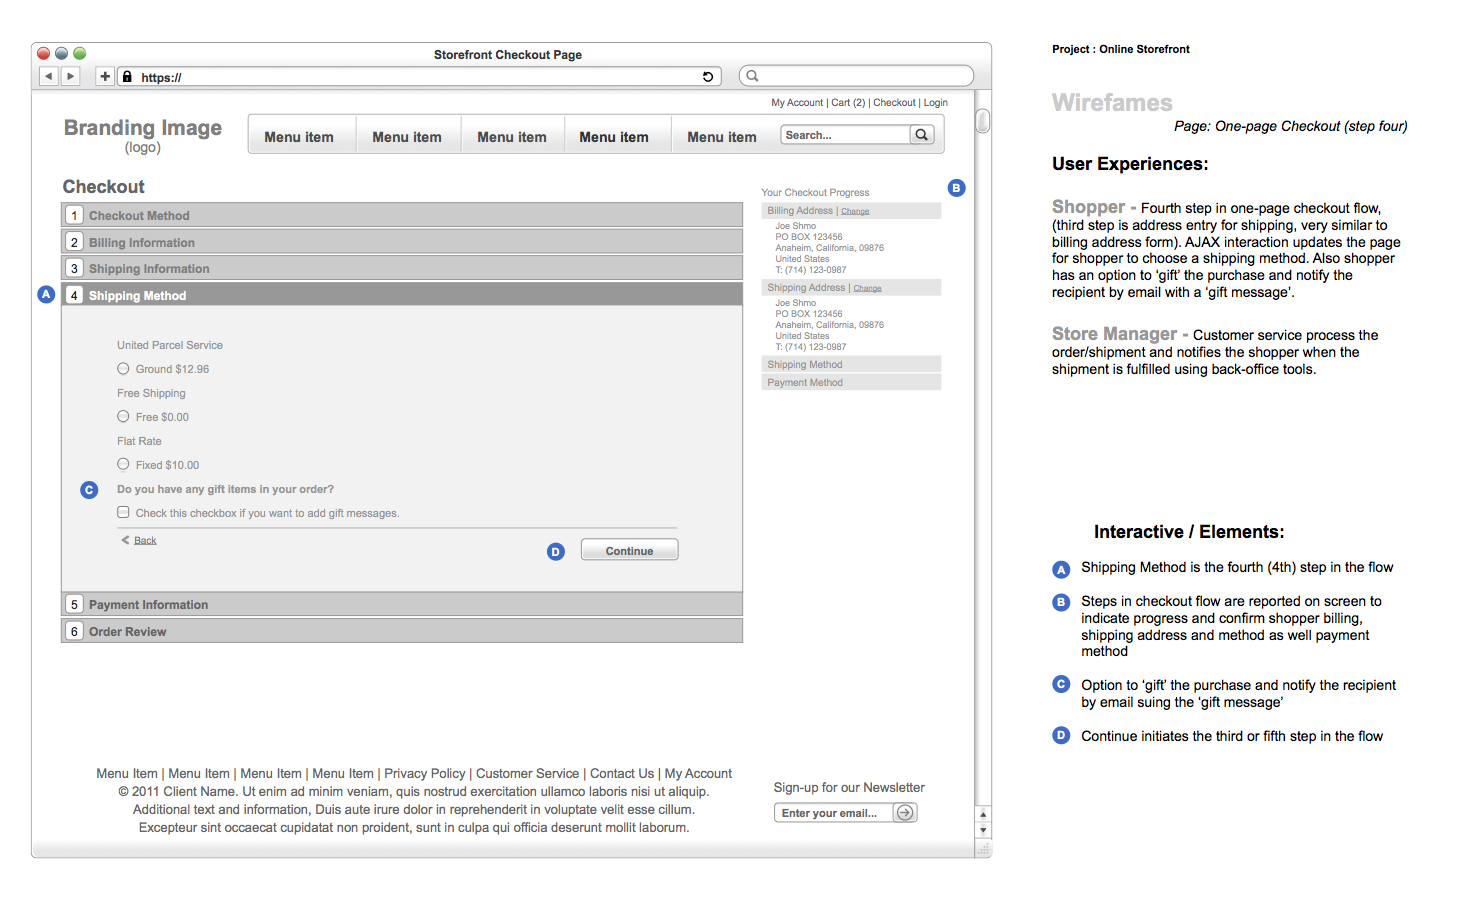 Storefront Checkout Page
https://
My Account | Cart (2) | Checkout | Login
Branding Image
(logo)
Menu item
Menu item
Menu item
Menu item
Menu item
Search...
Checkout
1 Checkout Method
2 Billing Information
3 Shipping Information
A
4 Shipping Method
United Parcel Service
Ground $12.96
Free Shipping
Free $0.00
Flat Rate
Fixed $10.00
C
Do you have any gift items in your order?
Check this checkbox if you want to add gift messages.
Back
D
Continue
5 Payment Information
6 Order Review
B
Your Checkout Progress
Billing Address | Change
Joe Shmo
PO BOX 123456
Anaheim, California, 09876
United States
T: (714) 123-0987
Shipping Address | Change
Joe Shmo
PO BOX 123456
Anaheim, California, 09876
United States
T: (714) 123-0987
Shipping Method
Payment Method
Menu Item | Menu Item | Menu Item | Menu Item | Privacy Policy | Customer Service | Contact Us | My Account
© 2011 Client Name. Ut enim ad minim veniam, quis nostrud exercitation ullamco laboris nisi ut aliquip.
Additional text and information, Duis aute irure dolor in reprehenderit in voluptate velit esse cillum.
Excepteur sint occaecat cupidatat non proident, sunt in culpa qui officia deserunt mollit laborum.
Sign-up for our Newsletter
Enter your email...
Project : Online Storefront
Wirefames
Page: One-page Checkout (step four)
User Experiences:
Shopper - Fourth step in one-page checkout flow,
(third step is address entry for shipping, very similar to
billing address form). AJAX interaction updates the page
for shopper to choose a shipping method. Also shopper
has an option to ‘gift’ the purchase and notify the
recipient by email with a ‘gift message’.
Store Manager - Customer service process the
order/shipment and notifies the shopper when the
shipment is fulfilled using back-office tools.
Interactive / Elements:
A Shipping Method is the fourth (4th) step in the flow
B Steps in checkout flow are reported on screen to
indicate progress and confirm shopper billing,
shipping address and method as well payment
method
C Option to ‘gift’ the purchase and notify the recipient
by email suing the ‘gift message’
D Continue initiates the third or fifth step in the flow